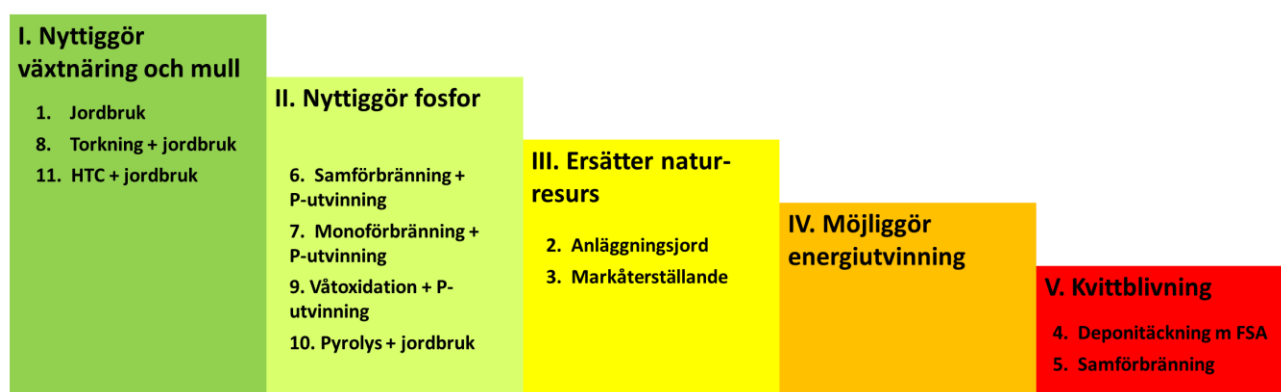 I. Nyttiggör
växtnäring och mull
1. Jordbruk
8. Torkning + jordbruk
11. HTC + jordbruk
II. Nyttiggör fosfor
6. Samförbränning +
P-utvinning
7. Monoförbränning +
P-utvinning
9. Våtoxidation + P-
utvinning
10. Pyrolys + jordbruk
III. Ersätter natur-
resurs
2. Anläggningsjord
3. Markåterställande
IV. Möjliggör
energiutvinning
V. Kvittblivning
4. Deponitäckning m FSA
5. Samförbränning